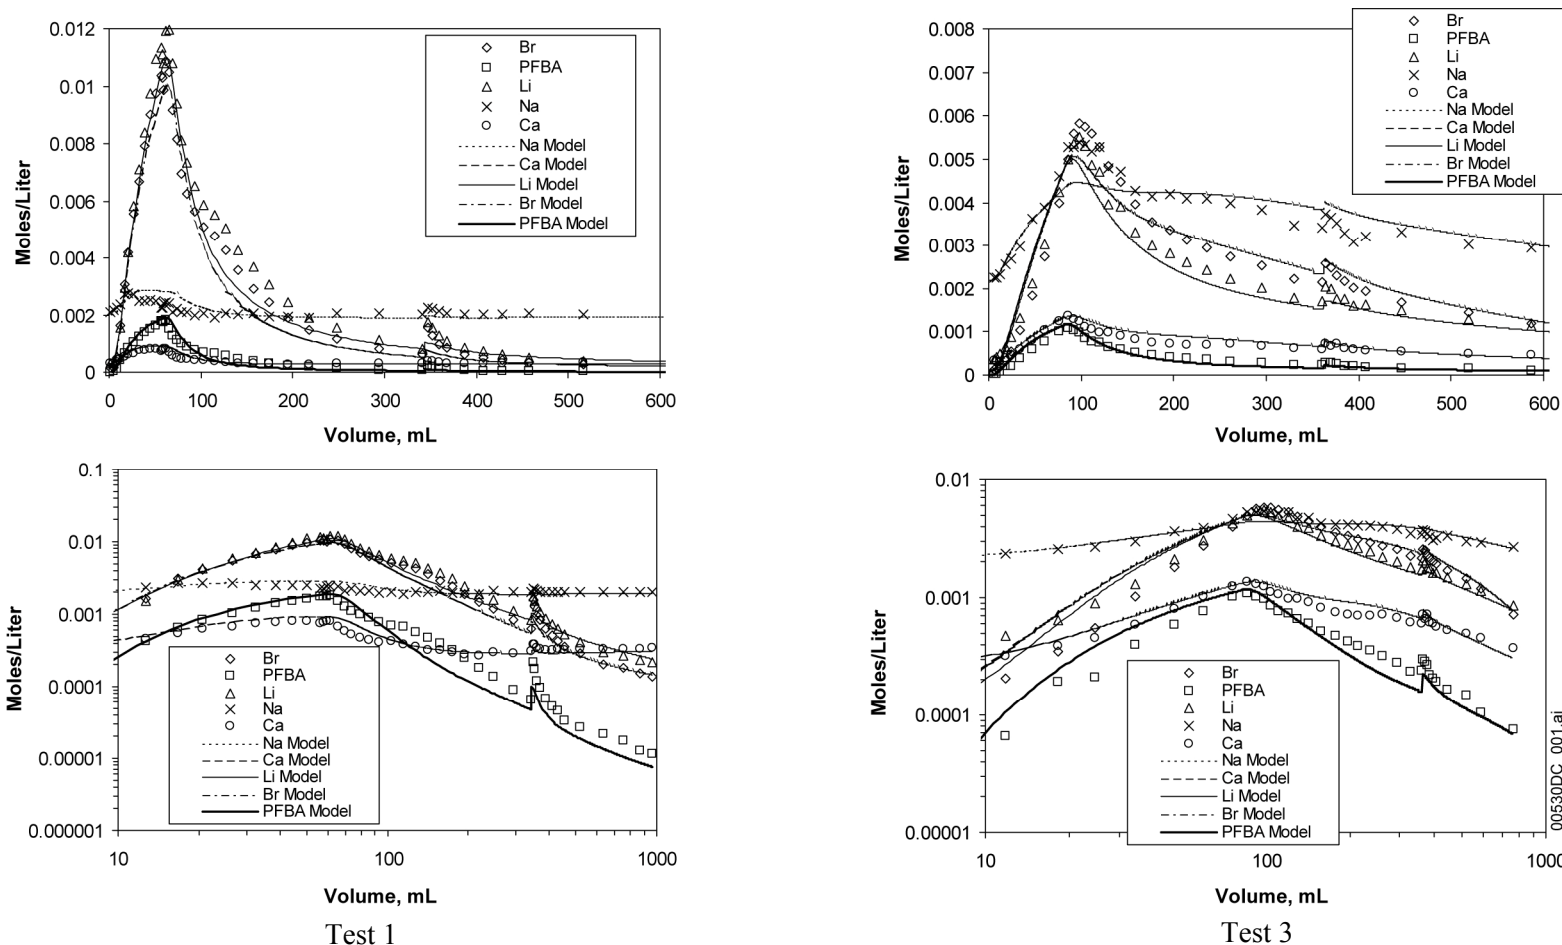 0.012
0.01
0.008
0.006
0.004
0.002
0
Moles/Liter
0 100 200 300 400 500 600
Volume, mL
Br
PFBA
Li
Na
Ca
Na Model
Ca Model
Li Model
Br Model
PFBA Model
0.008
0.007
0.006
0.005
0.004
0.003
0.002
0.001
0
Moles/Liter
0 100 200 300 400 500 600
Volume, mL
Br
PFBA
Li
Na
Ca
Na Model
Ca Model
Li Model
Br Model
PFBA Model
0.1
0.01
0.001
0.0001
0.00001
0.000001
Moles/Liter
10 100 1000
Volume, mL
Br
PFBA
Li
Na
Ca
Na Model
Ca Model
Li Model
Br Model
PFBA Model
Test 1
0.01
0.001
0.0001
0.00001
Moles/Liter
10 100 1000
Volume, mL
Br
PFBA
Li
Na
Ca
Na Model
Ca Model
Li Model
Br Model
PFBA Model
Test 3
00530DC_001.ai